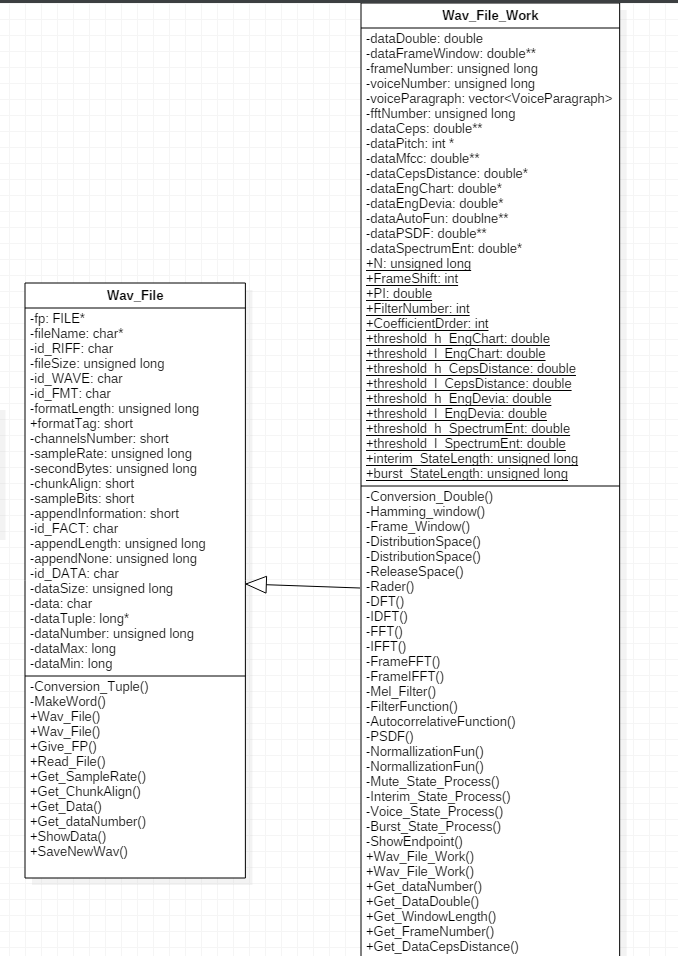 Wav_File_Work
-dataDouble: double
-dataFrameWindow: double**
-frameNumber: unsigned long
-voiceNumber: unsigned long
-voiceParagraph: vector<VoiceParagraph>
-fftNumber: unsigned long
-dataCeps: double**
-dataPitch: int *
-dataMfcc: double**
-dataCepsDistance: double*
-dataEngChart: double*
-dataEngDevia: double*
-dataAutoFun: doublne**
-dataPSDF: double**
-dataSpectrumEnt: double*
+N: unsigned long
+FrameShift: int
+PI: double
+FilterNumber: int
+CoefficientDrder: int
+threshold_h_EngChart: double
+threshold_l_EngChart: double
+threshold_h_CepsDistance: double
+threshold_l_CepsDistance: double
+threshold_h_EngDevia: double
+threshold_l_EngDevia: double
+threshold_h_SpectrumEnt: double
+threshold_l_SpectrumEnt: double
+interim_StateLength: unsigned long
+burst_StateLength: unsigned long
-Conversion_Double()
-Hamming_window()
-Frame_Window()
-DistributionSpace()
-DistributionSpace()
-ReleaseSpace()
-Rader()
-DFT()
-IDFT()
-FFT()
-IFFT()
-FrameFFT()
-FrameIFFT()
-Mel_Filter()
-FilterFunction()
-AutocorrelativeFunction()
-PSDF()
-NormallizationFun()
-NormallizationFun()
-Mute_State_Process()
-Interim_State_Process()
-Voice_State_Process()
-Burst_State_Process()
-ShowEndpoint()
+Wav_File_Work()
+Wav_File_Work()
+Get_dataNumber()
+Get_DataDouble()
+Get_WindowLength()
+Get_FrameNumber()
+Get_DataCepsDistance()
Wav_File
-fp: FILE*
-fileName: char*
-id_RIFF: char
-fileSize: unsigned long
-id_WAVE: char
-id_FMT: char
-formatLength: unsigned long
+formatTag: short
-channelsNumber: short
-sampleRate: unsigned long
-secondBytes: unsigned long
-chunkAlign: short
-sampleBits: short
-appendInformation: short
-id_FACT: char
-appendLength: unsigned long
-appendNone: unsigned long
-id_DATA: char
-dataSize: unsigned long
-data: char
-dataTuple: long*
-dataNumber: unsigned long
-dataMax: long
-dataMin: long
-Conversion_Tuple()
-MakeWord()
+Wav_File()
+Wav_File()
+Give_FP()
+Read_File()
+Get_SampleRate()
+Get_ChunkAlign()
+Get_Data()
+Get_dataNumber()
+ShowData()
+SaveNewWav()